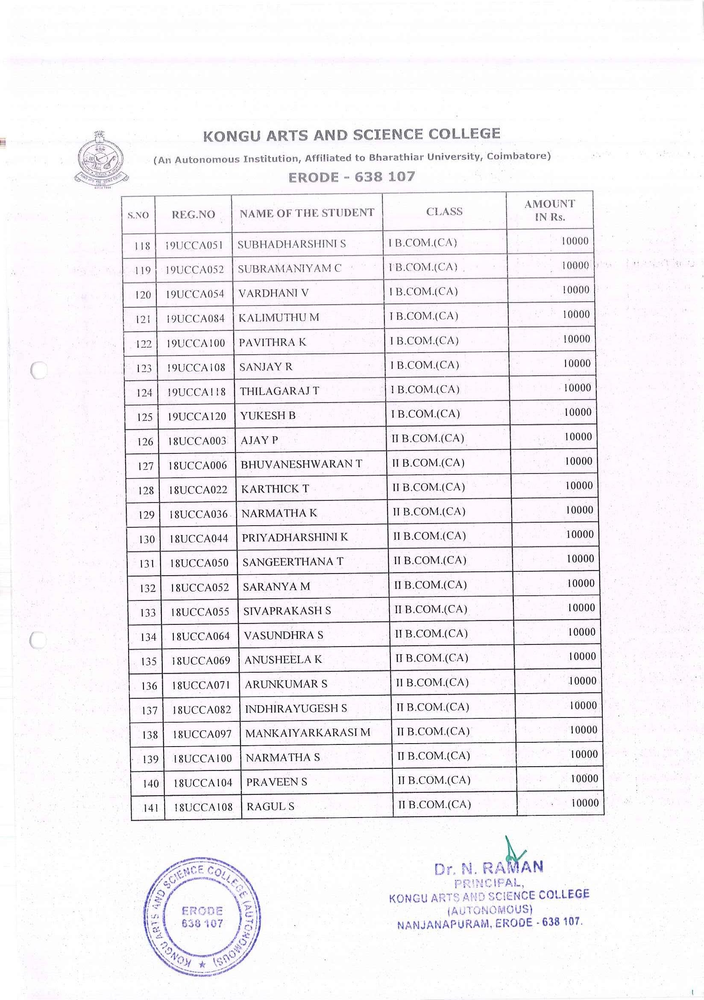 KONGU ARTS AND SCIENCE COLLEGE
(An Autonomous Institution, Affiliated to Bharathiar University, Coimbatore)
ERODE - 638 107
S.NO REG.NO NAME OF THE STUDENT CLASS AMOUNT IN Rs.
118 19UCCA051 SUBHADHARSHINI S I B.COM.(CA) 10000
119 19UCCA052 SUBRAMANIYAM C I B.COM.(CA) 10000
120 19UCCA054 VARDHANI V I B.COM.(CA) 10000
121 19UCCA084 KALIMUTHU M I B.COM.(CA) 10000
122 19UCCA100 PAVITHRA K I B.COM.(CA) 10000
123 19UCCA108 SANJAY R I B.COM.(CA) 10000
124 19UCCA118 THILAGARAJ T I B.COM.(CA) 10000
125 19UCCA120 YUKESH B I B.COM.(CA) 10000
126 18UCCA003 AJAY P II B.COM.(CA) 10000
127 18UCCA006 BHUVANESHWARAN T II B.COM.(CA) 10000
128 18UCCA022 KARTHICK T II B.COM.(CA) 10000
129 18UCCA036 NARMATHA K II B.COM.(CA) 10000
130 18UCCA044 PRIYADHARSHINI K II B.COM.(CA) 10000
131 18UCCA050 SANGEERTHANA T II B.COM.(CA) 10000
132 18UCCA052 SARANYA M II B.COM.(CA) 10000
133 18UCCA055 SIVAPRAKASH S II B.COM.(CA) 10000
134 18UCCA064 VASUNDHRA S II B.COM.(CA) 10000
135 18UCCA069 ANUSHEELA K II B.COM.(CA) 10000
136 18UCCA071 ARUNKUMAR S II B.COM.(CA) 10000
137 18UCCA082 INDHIRAYUGESH S II B.COM.(CA) 10000
138 18UCCA097 MANKAIYARKARASI M II B.COM.(CA) 10000
139 18UCCA100 NARMATHA S II B.COM.(CA) 10000
140 18UCCA104 PRAVEEN S II B.COM.(CA) 10000
141 18UCCA108 RAGUL S II B.COM.(CA) 10000
KONGU ARTS AND SCIENCE COLLEGE (AUTONOMOUS)
ERODE
638 107
Dr. N. RAMAN
PRINCIPAL,
KONGU ARTS AND SCIENCE COLLEGE
(AUTONOMOUS)
NANJANAPURAM, ERODE - 638 107.